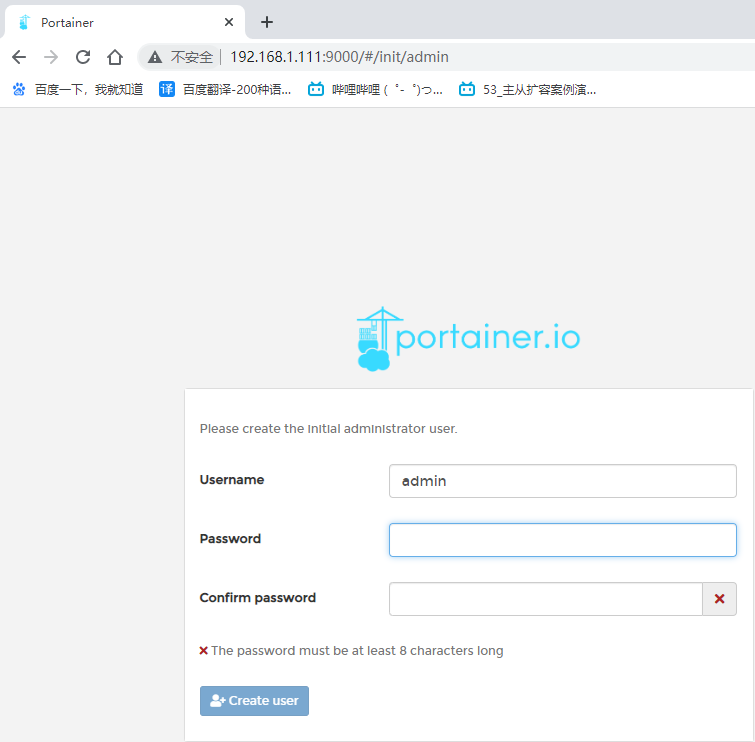 Portainer
不安全 192.168.1.111:9000/#/init/admin
百度一下，我就知道 译 百度翻译-200种语... 哔哩哔哩 (゜-゜)つ... 53_主从扩容案例演...
portainer.io
Please create the initial administrator user.
Username admin
Password
Confirm password
The password must be at least 8 characters long
Create user